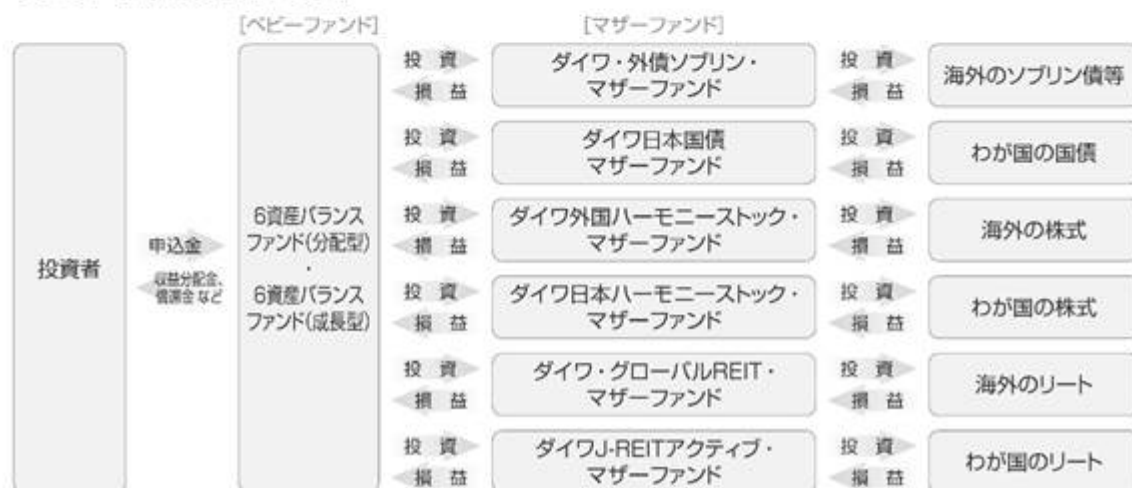 [ベビーファンド]
[マザーファンド]
投資者
申込金
収益分配金、
償還金 など
6資産バランス
ファンド(分配型)
・
6資産バランス
ファンド(成長型)
投 資
損 益
ダイワ・外債ソブリン・
マザーファンド
投 資
損 益
海外のソブリン債等
投 資
損 益
ダイワ日本国債
マザーファンド
投 資
損 益
わが国の国債
投 資
損 益
ダイワ外国ハーモニーストック・
マザーファンド
投 資
損 益
海外の株式
投 資
損 益
ダイワ日本ハーモニーストック・
マザーファンド
投 資
損 益
わが国の株式
投 資
損 益
ダイワ・グローバルREIT・
マザーファンド
投 資
損 益
海外のリート
投 資
損 益
ダイワJ-REITアクティブ・
マザーファンド
投 資
損 益
わが国のリート